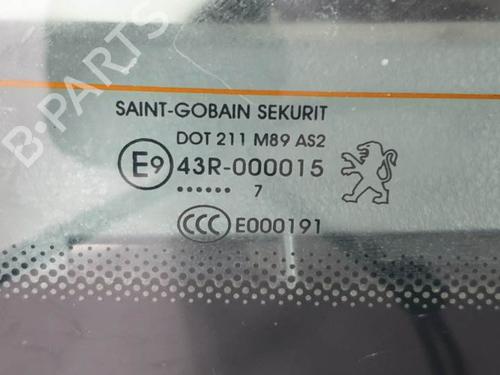 B-PARTS
SAINT-GOBAIN SEKURIT
DOT 211 M89 AS2
E9 43R-000015
...... 7
CCC E000191